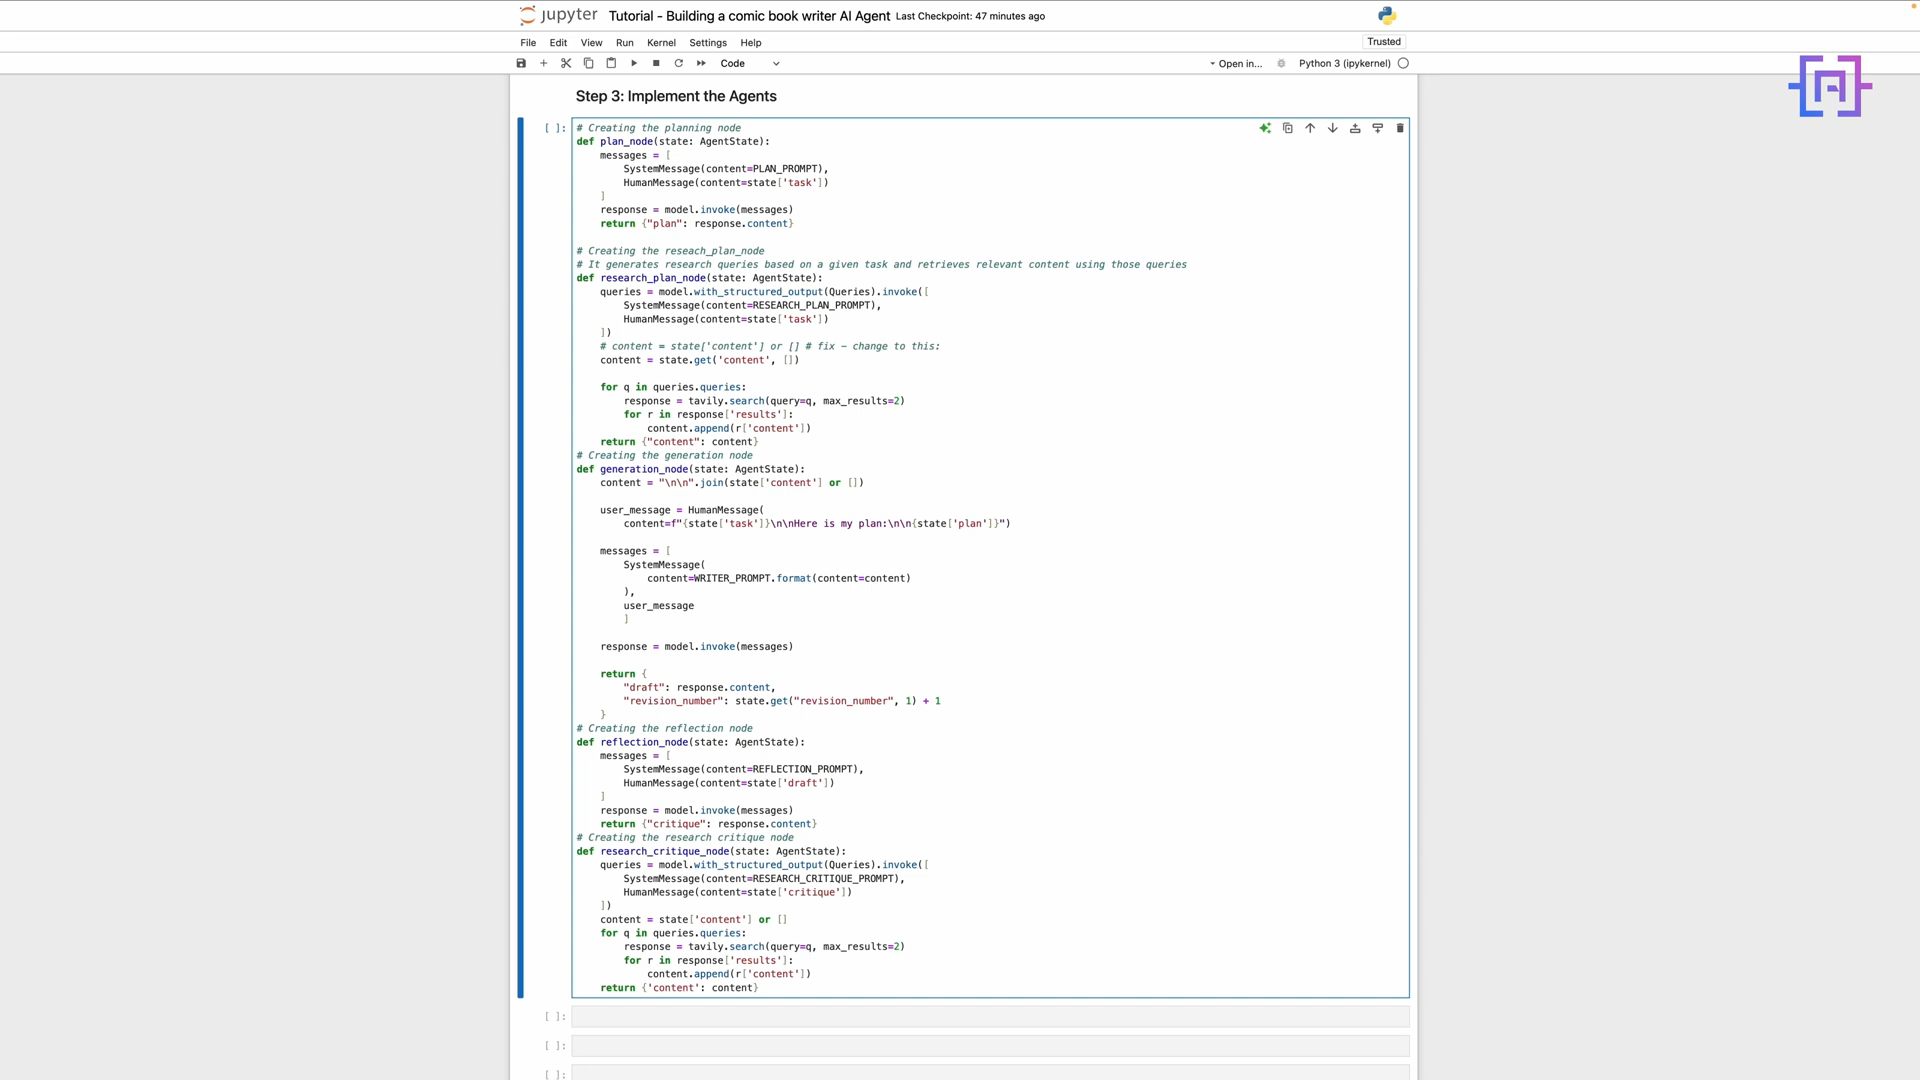 jupyter Tutorial - Building a comic book writer AI Agent Last Checkpoint: 47 minutes ago
File Edit View Run Kernel Settings Help Trusted
Code Open in... Python 3 (ipykernel)
Step 3: Implement the Agents
[ ]: # Creating the planning node
def plan_node(state: AgentState):
    messages = [
        SystemMessage(content=PLAN_PROMPT),
        HumanMessage(content=state['task'])
    ]
    response = model.invoke(messages)
    return {"plan": response.content}
# Creating the reseach_plan_node
# It generates research queries based on a given task and retrieves relevant content using those queries
def research_plan_node(state: AgentState):
    queries = model.with_structured_output(Queries).invoke([
        SystemMessage(content=RESEARCH_PLAN_PROMPT),
        HumanMessage(content=state['task'])
    ])
    # content = state['content'] or [] # fix – change to this:
    content = state.get('content', [])
    for q in queries.queries:
        response = tavily.search(query=q, max_results=2)
        for r in response['results']:
            content.append(r['content'])
    return {"content": content}
# Creating the generation node
def generation_node(state: AgentState):
    content = "\n\n".join(state['content'] or [])
    user_message = HumanMessage(
        content=f"{state['task']}\n\nHere is my plan:\n\n{state['plan']}")
    messages = [
        SystemMessage(
            content=WRITER_PROMPT.format(content=content)
        ),
        user_message
        ]
    response = model.invoke(messages)
    return {
        "draft": response.content,
        "revision_number": state.get("revision_number", 1) + 1
    }
# Creating the reflection node
def reflection_node(state: AgentState):
    messages = [
        SystemMessage(content=REFLECTION_PROMPT),
        HumanMessage(content=state['draft'])
    ]
    response = model.invoke(messages)
    return {"critique": response.content}
# Creating the research critique node
def research_critique_node(state: AgentState):
    queries = model.with_structured_output(Queries).invoke([
        SystemMessage(content=RESEARCH_CRITIQUE_PROMPT),
        HumanMessage(content=state['critique'])
    ])
    content = state['content'] or []
    for q in queries.queries:
        response = tavily.search(query=q, max_results=2)
        for r in response['results']:
            content.append(r['content'])
    return {'content': content}
[ ]:
[ ]:
[ ]: